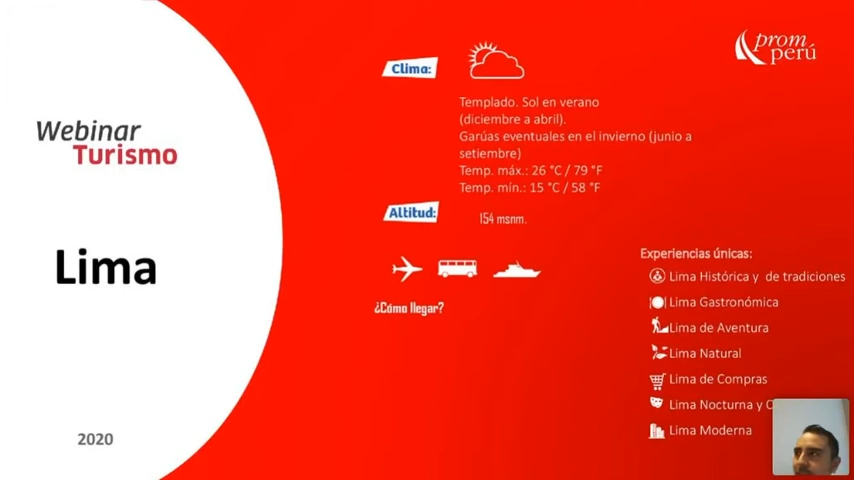 Webinar
Turismo
Lima
2020
prom
perú
Clima:
Templado. Sol en verano
(diciembre a abril).
Garúas eventuales en el invierno (junio a
setiembre)
Temp. máx.: 26 °C / 79 °F
Temp. mín.: 15 °C / 58 °F
Altitud:
154 msnm.
¿Cómo llegar?
Experiencias únicas:
Lima Histórica y de tradiciones
Lima Gastronómica
Lima de Aventura
Lima Natural
Lima de Compras
Lima Nocturna y
Lima Moderna